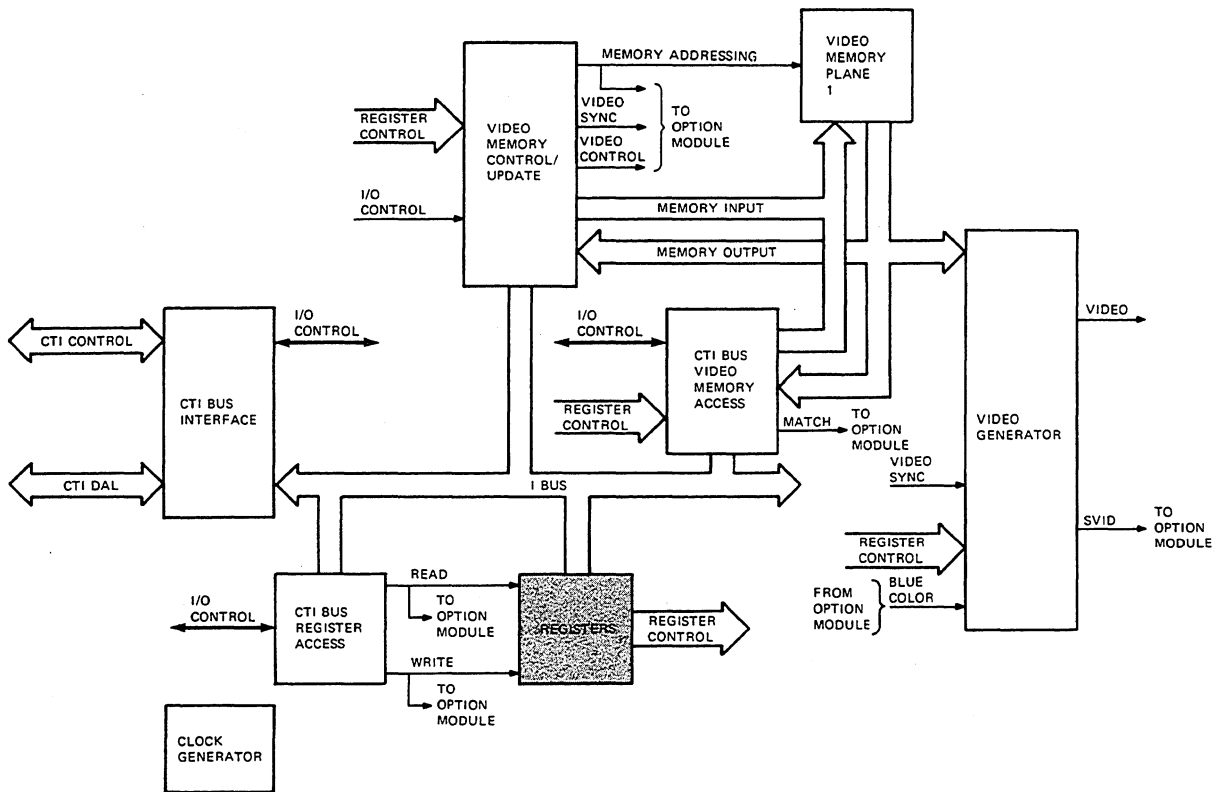 MEMORY ADDRESSING
VIDEO
MEMORY
PLANE
1
REGISTER
CONTROL
VIDEO
MEMORY
CONTROL/
UPDATE
VIDEO
SYNC
VIDEO
CONTROL
TO
OPTION
MODULE
I/O
CONTROL
MEMORY INPUT
MEMORY OUTPUT
CTI CONTROL
I/O
CONTROL
CTI BUS
INTERFACE
CTI DAL
I/O
CONTROL
CTI BUS
VIDEO
MEMORY
ACCESS
REGISTER
CONTROL
MATCH
TO
OPTION
MODULE
VIDEO
GENERATOR
VIDEO
VIDEO
SYNC
SVID
TO
OPTION
MODULE
REGISTER
CONTROL
FROM
OPTION
MODULE
BLUE
COLOR
I BUS
I/O
CONTROL
CTI BUS
REGISTER
ACCESS
READ
TO
OPTION
MODULE
WRITE
TO
OPTION
MODULE
REGISTERS
REGISTER
CONTROL
CLOCK
GENERATOR